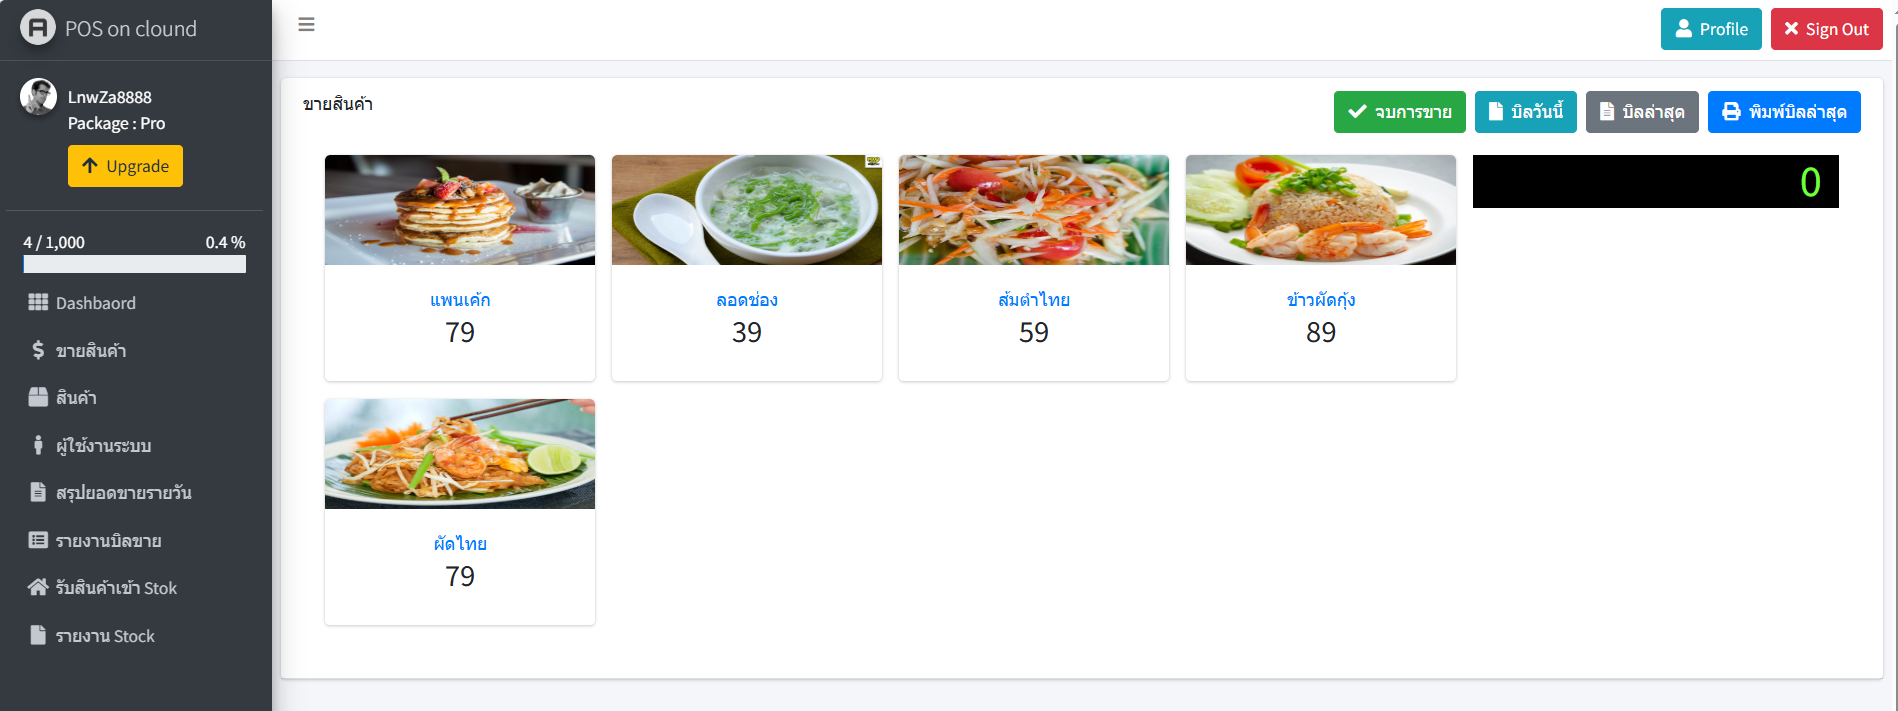 POS on clound
Profile
Sign Out
LnwZa8888
Package : Pro
Upgrade
4 / 1,000
0.4 %
Dashbaord
ขายสินค้า
สินค้า
ผู้ใช้งานระบบ
สรุปยอดขายรายวัน
รายงานบิลขาย
รับสินค้าเข้า Stok
รายงาน Stock
ขายสินค้า
จบการขาย
บิลวันนี้
บิลล่าสุด
พิมพ์บิลล่าสุด
0
แพนเค้ก
79
ลอดช่อง
39
ส้มตำไทย
59
ข้าวผัดกุ้ง
89
ผัดไทย
79